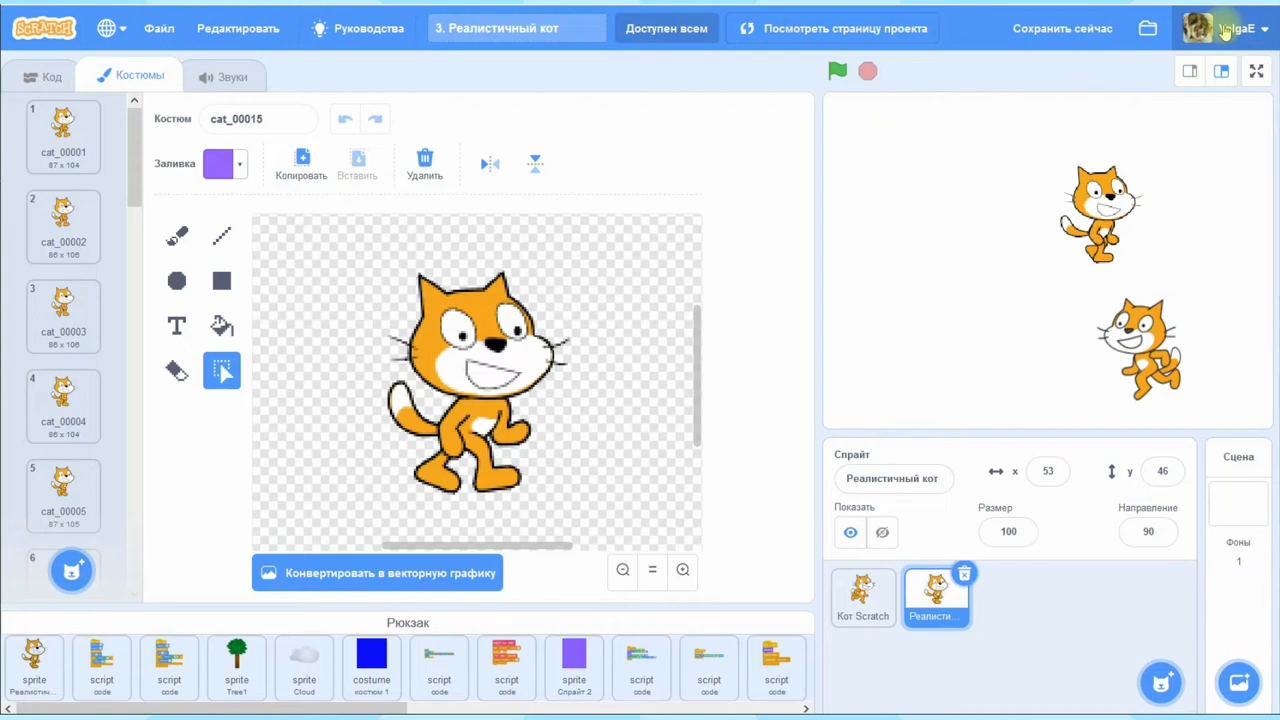 SCRATCH
Файл
Редактировать
Руководства
3. Реалистичный кот
Доступен всем
Посмотреть страницу проекта
Сохранить сейчас
Код
Костюмы
Звуки
1
cat_00001
87 x 104
2
cat_00002
86 x 106
3
cat_00003
86 x 106
4
cat_00004
86 x 104
5
cat_00005
87 x 105
6
Костюм
cat_00015
Заливка
Копировать
Вставить
Удалить
T
Конвертировать в векторную графику
Спрайт
Реалистичный кот
x
53
y
46
Показать
Размер
100
Направление
90
Кот Scratch
Реалисти...
Сцена
Фоны
1
Рюкзак
sprite
Реалистич...
script
code
script
code
sprite
Tree1
sprite
Cloud
costume
костюм 1
script
code
script
code
sprite
Спрайт 2
script
code
script
code
script
code